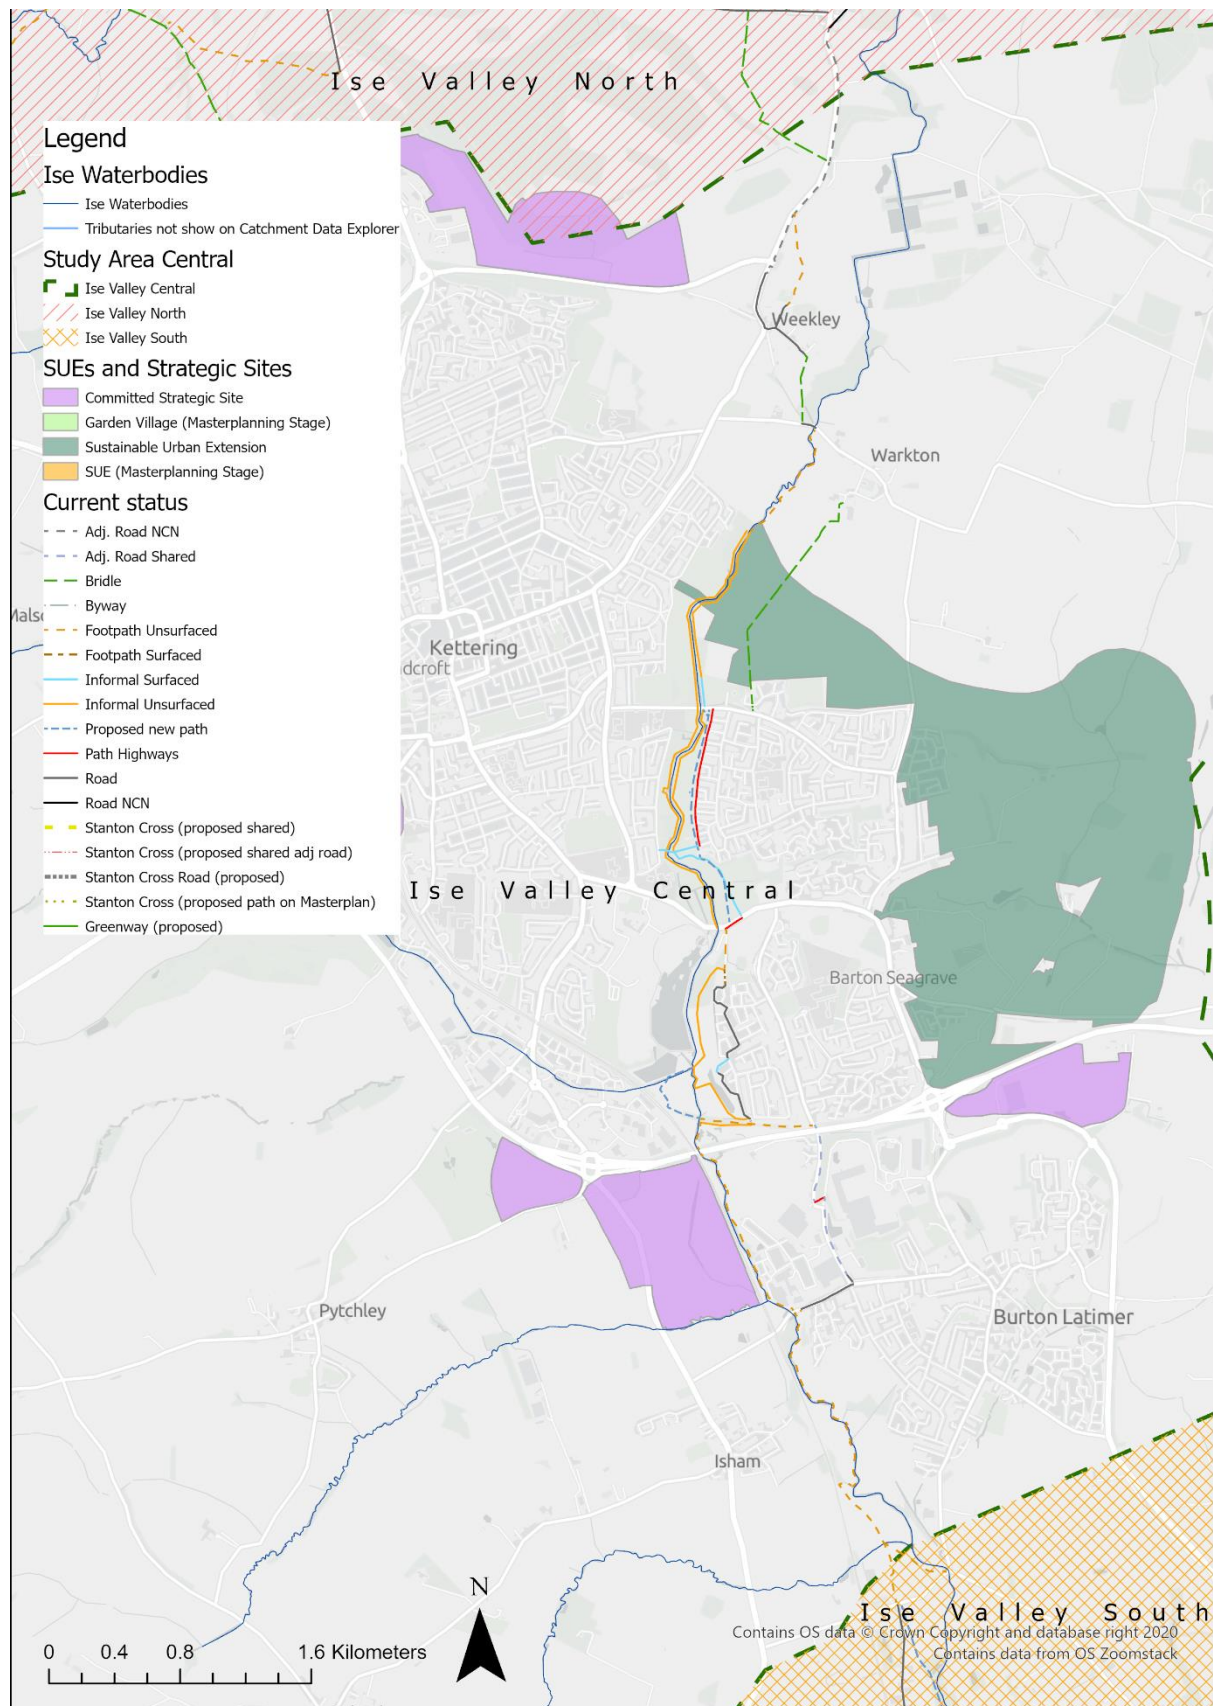 Ise Valley North
Legend
Ise Waterbodies
Ise Waterbodies
Tributaries not show on Catchment Data Explorer
Study Area Central
Ise Valley Central
Ise Valley North
Ise Valley South
SUEs and Strategic Sites
Committed Strategic Site
Garden Village (Masterplanning Stage)
Sustainable Urban Extension
SUE (Masterplanning Stage)
Current status
Adj. Road NCN
Adj. Road Shared
Bridle
Byway
Footpath Unsurfaced
Footpath Surfaced
Informal Surfaced
Informal Unsurfaced
Proposed new path
Path Highways
Road
Road NCN
Stanton Cross (proposed shared)
Stanton Cross (proposed shared adj road)
Stanton Cross Road (proposed)
Stanton Cross (proposed path on Masterplan)
Greenway (proposed)
Weekley
Warkton
Malso
Kettering
dcroft
Ise Valley Central
Barton Seagrave
Pytchley
Burton Latimer
Isham
Ise Valley South
N
0 0.4 0.8 1.6 Kilometers
Contains OS data © Crown Copyright and database right 2020
Contains data from OS Zoomstack